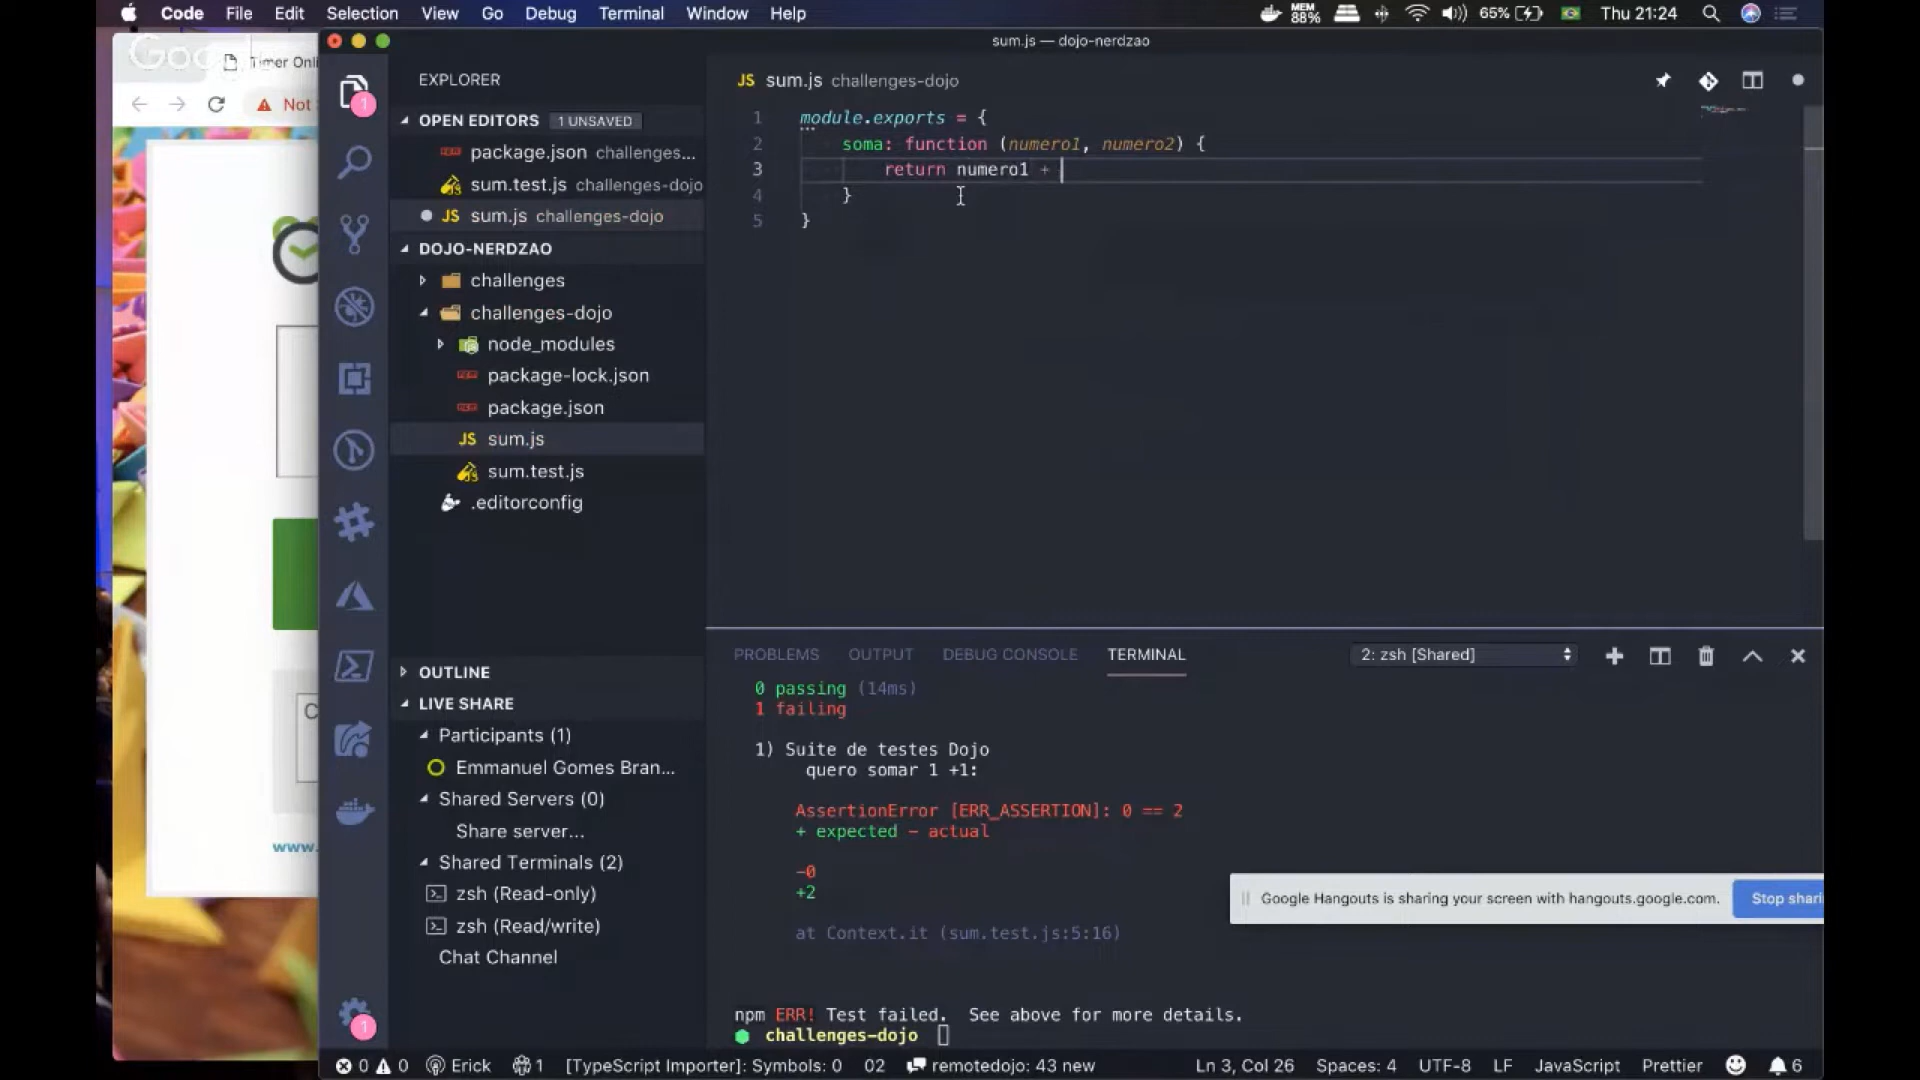 Code File Edit Selection View Go Debug Terminal Window Help
MEM 88% 65% Thu 21:24
sum.js — dojo-nerdzao
Timer Onli
Not
EXPLORER
OPEN EDITORS 1 UNSAVED
package.json challenges...
sum.test.js challenges-dojo
JS sum.js challenges-dojo
DOJO-NERDZAO
challenges
challenges-dojo
node_modules
package-lock.json
package.json
JS sum.js
sum.test.js
.editorconfig
OUTLINE
LIVE SHARE
Participants (1)
Emmanuel Gomes Bran...
Shared Servers (0)
Share server...
Shared Terminals (2)
zsh (Read-only)
zsh (Read/write)
Chat Channel
1
1
www.
JS sum.js challenges-dojo
1 module.exports = {
2 soma: function (numero1, numero2) {
3 return numero1 +
4 }
5 }
PROBLEMS OUTPUT DEBUG CONSOLE TERMINAL 2: zsh [Shared]
0 passing (14ms)
1 failing
1) Suite de testes Dojo
quero somar 1 +1:
AssertionError [ERR_ASSERTION]: 0 == 2
+ expected - actual
-0
+2
at Context.it (sum.test.js:5:16)
npm ERR! Test failed. See above for more details.
challenges-dojo
Google Hangouts is sharing your screen with hangouts.google.com. Stop shari
0 0 Erick 1 [TypeScript Importer]: Symbols: 0 02 remotedojo: 43 new Ln 3, Col 26 Spaces: 4 UTF-8 LF JavaScript Prettier 6